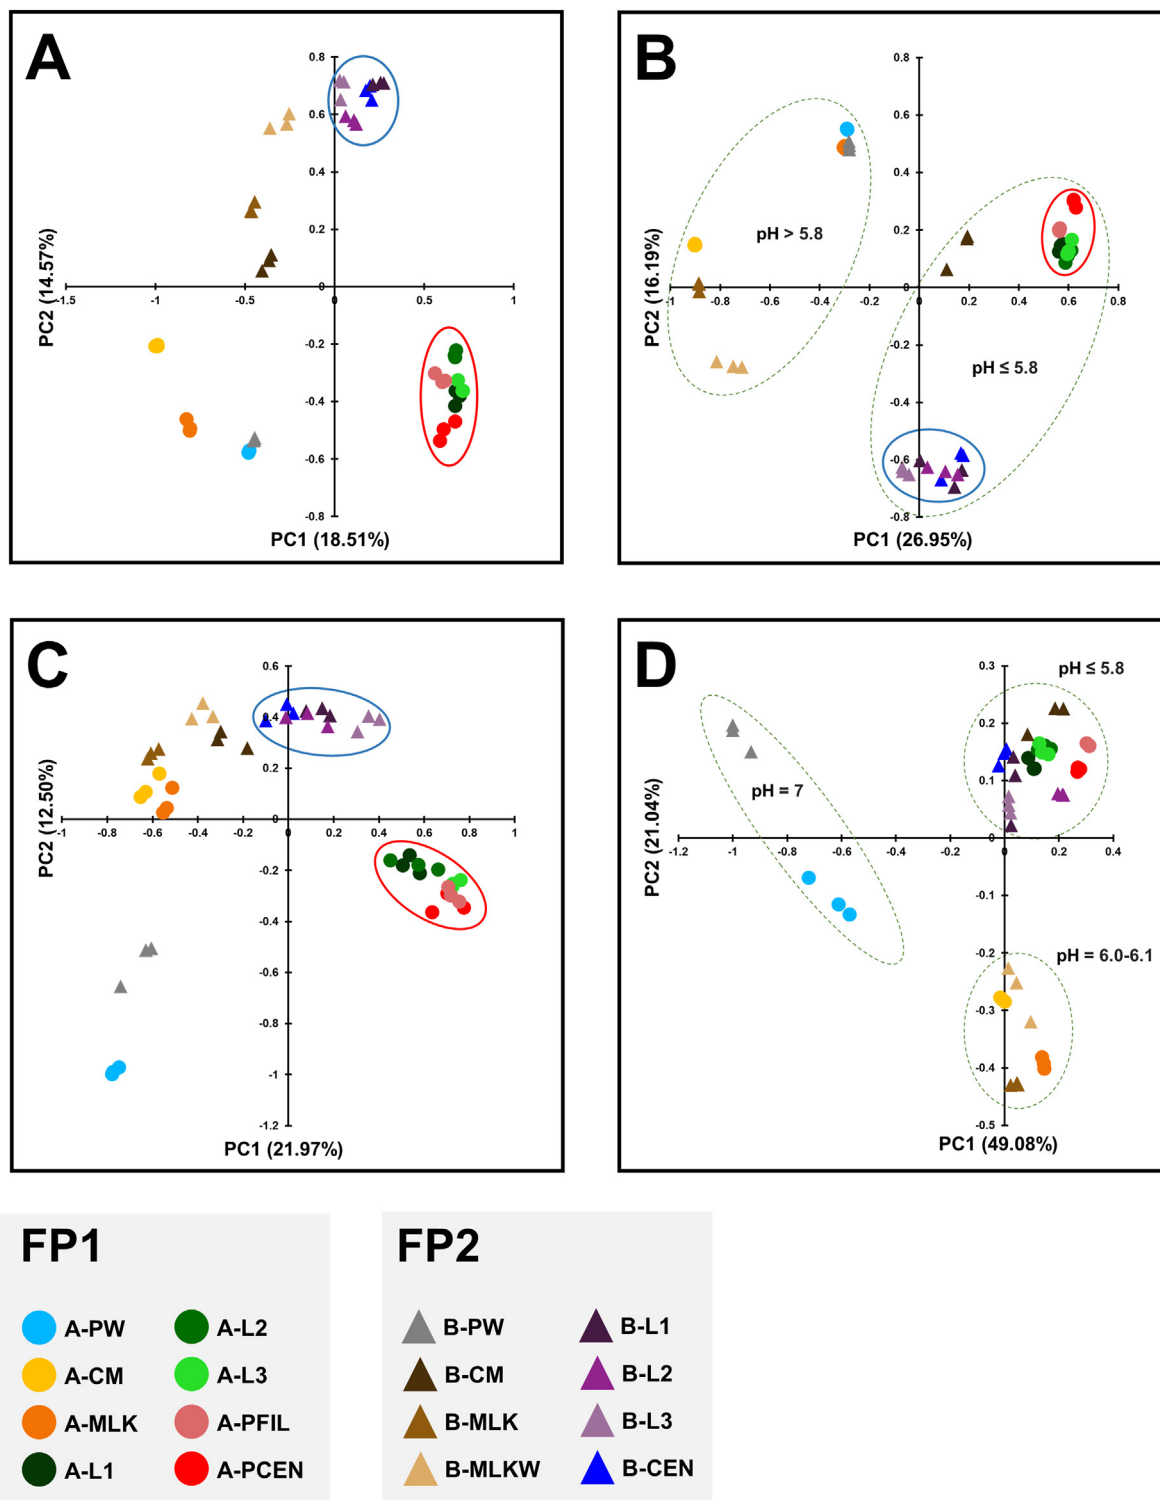 A
0.8
0.6
0.4
0.2
0
-0.2
-0.4
-0.6
-0.8
-1.5 -1 -0.5 0 0.5 1
PC2 (14.57%)
PC1 (18.51%)
B
0.8
0.6
0.4
0.2
0
-0.2
-0.4
-0.6
-0.8
-1 -0.8 -0.6 -0.4 -0.2 0 0.2 0.4 0.6 0.8
pH > 5.8
pH ≤ 5.8
PC2 (16.19%)
PC1 (26.95%)
C
0.6
0.4
0.2
0
-0.2
-0.4
-0.6
-0.8
-1
-1.2
-1 -0.8 -0.6 -0.4 -0.2 0 0.2 0.4 0.6 0.8 1
PC2 (12.50%)
PC1 (21.97%)
D
0.3
0.2
0.1
0
-0.1
-0.2
-0.3
-0.4
-0.5
-1.2 -1 -0.8 -0.6 -0.4 -0.2 0 0.2 0.4
pH ≤ 5.8
pH = 7
pH = 6.0-6.1
PC2 (21.04%)
PC1 (49.08%)
FP1
A-PW A-L2
A-CM A-L3
A-MLK A-PFIL
A-L1 A-PCEN
FP2
B-PW B-L1
B-CM B-L2
B-MLK B-L3
B-MLKW B-CEN